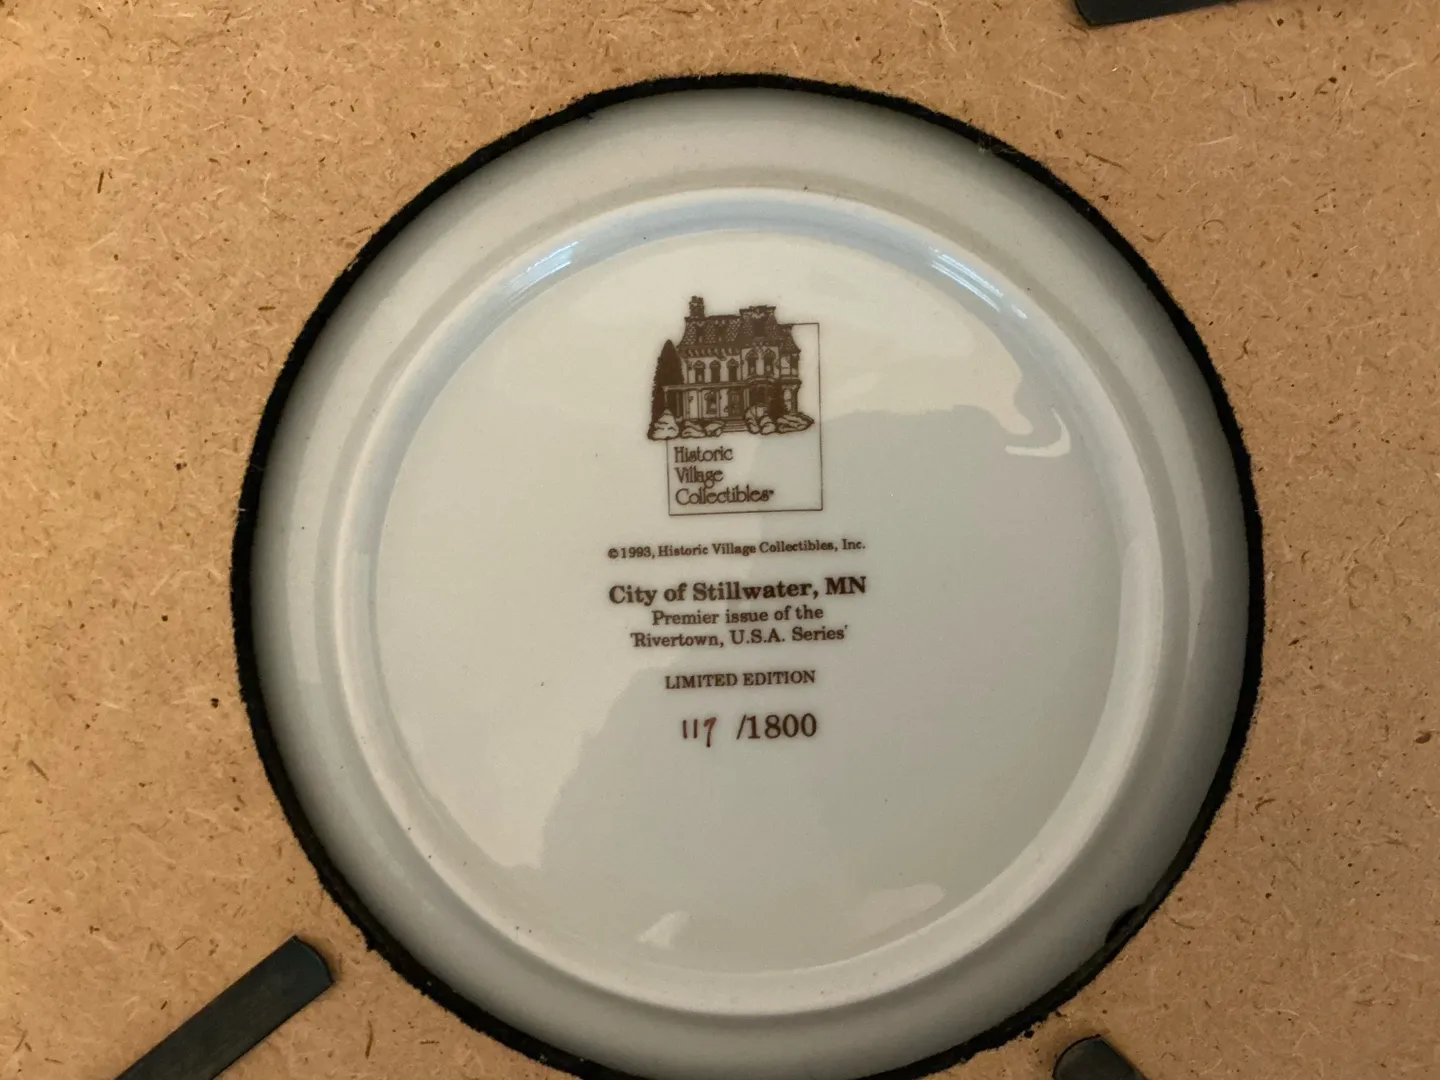 Historic
Village
Collectibles™
©1993, Historic Village Collectibles, Inc.
City of Stillwater, MN
Premier issue of the
'Rivertown, U.S.A. Series'
LIMITED EDITION
117 /1800